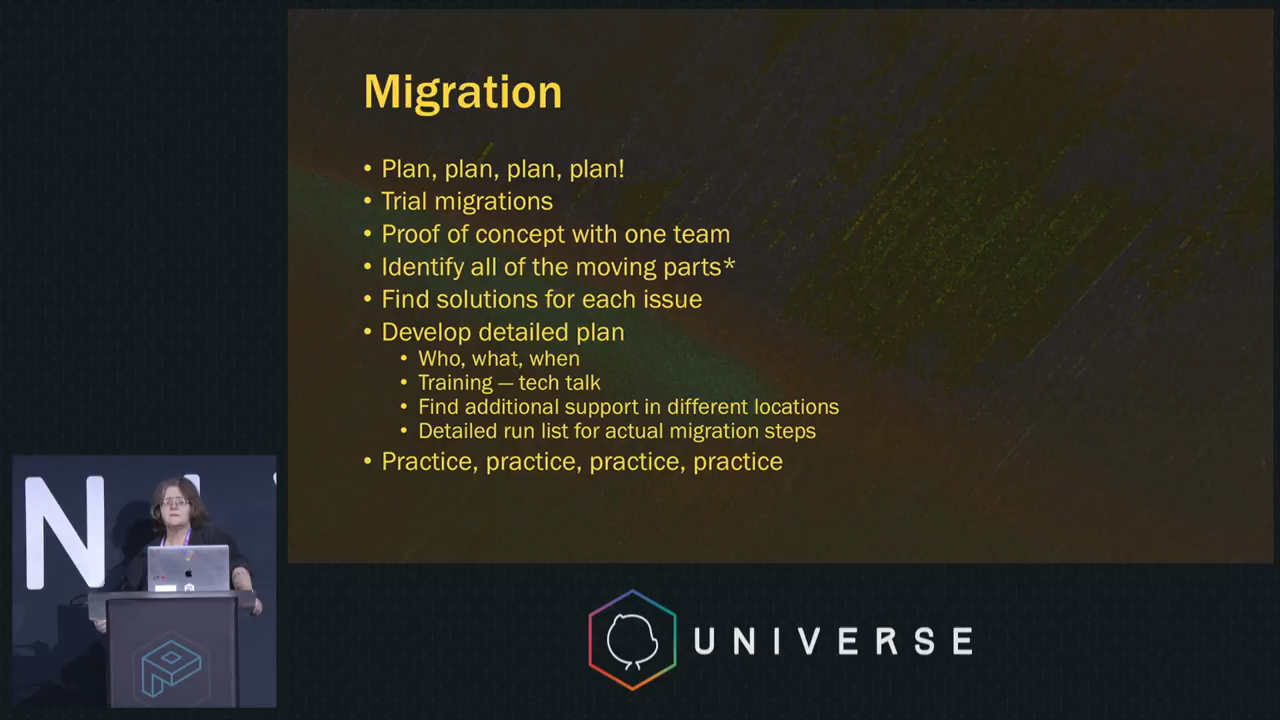 Migration
• Plan, plan, plan, plan!
• Trial migrations
• Proof of concept with one team
• Identify all of the moving parts*
• Find solutions for each issue
• Develop detailed plan
• Who, what, when
• Training — tech talk
• Find additional support in different locations
• Detailed run list for actual migration steps
• Practice, practice, practice, practice
N
UNIVERSE